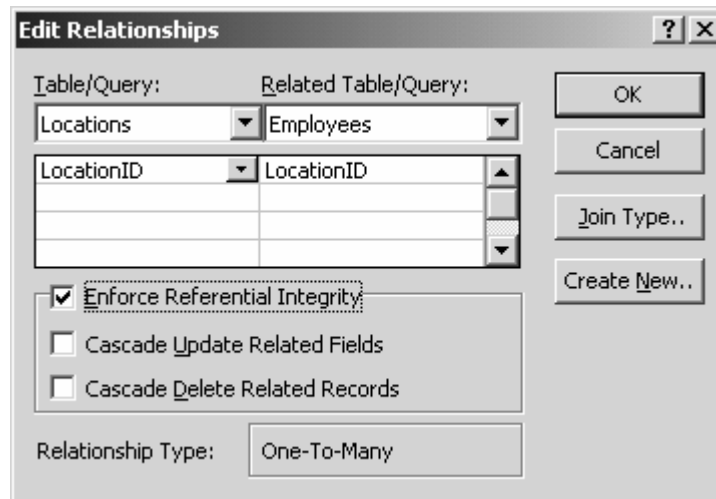 Edit Relationships
Table/Query: Related Table/Query:
Locations Employees
LocationID LocationID
OK
Cancel
Join Type..
Create New..
Enforce Referential Integrity
Cascade Update Related Fields
Cascade Delete Related Records
Relationship Type: One-To-Many